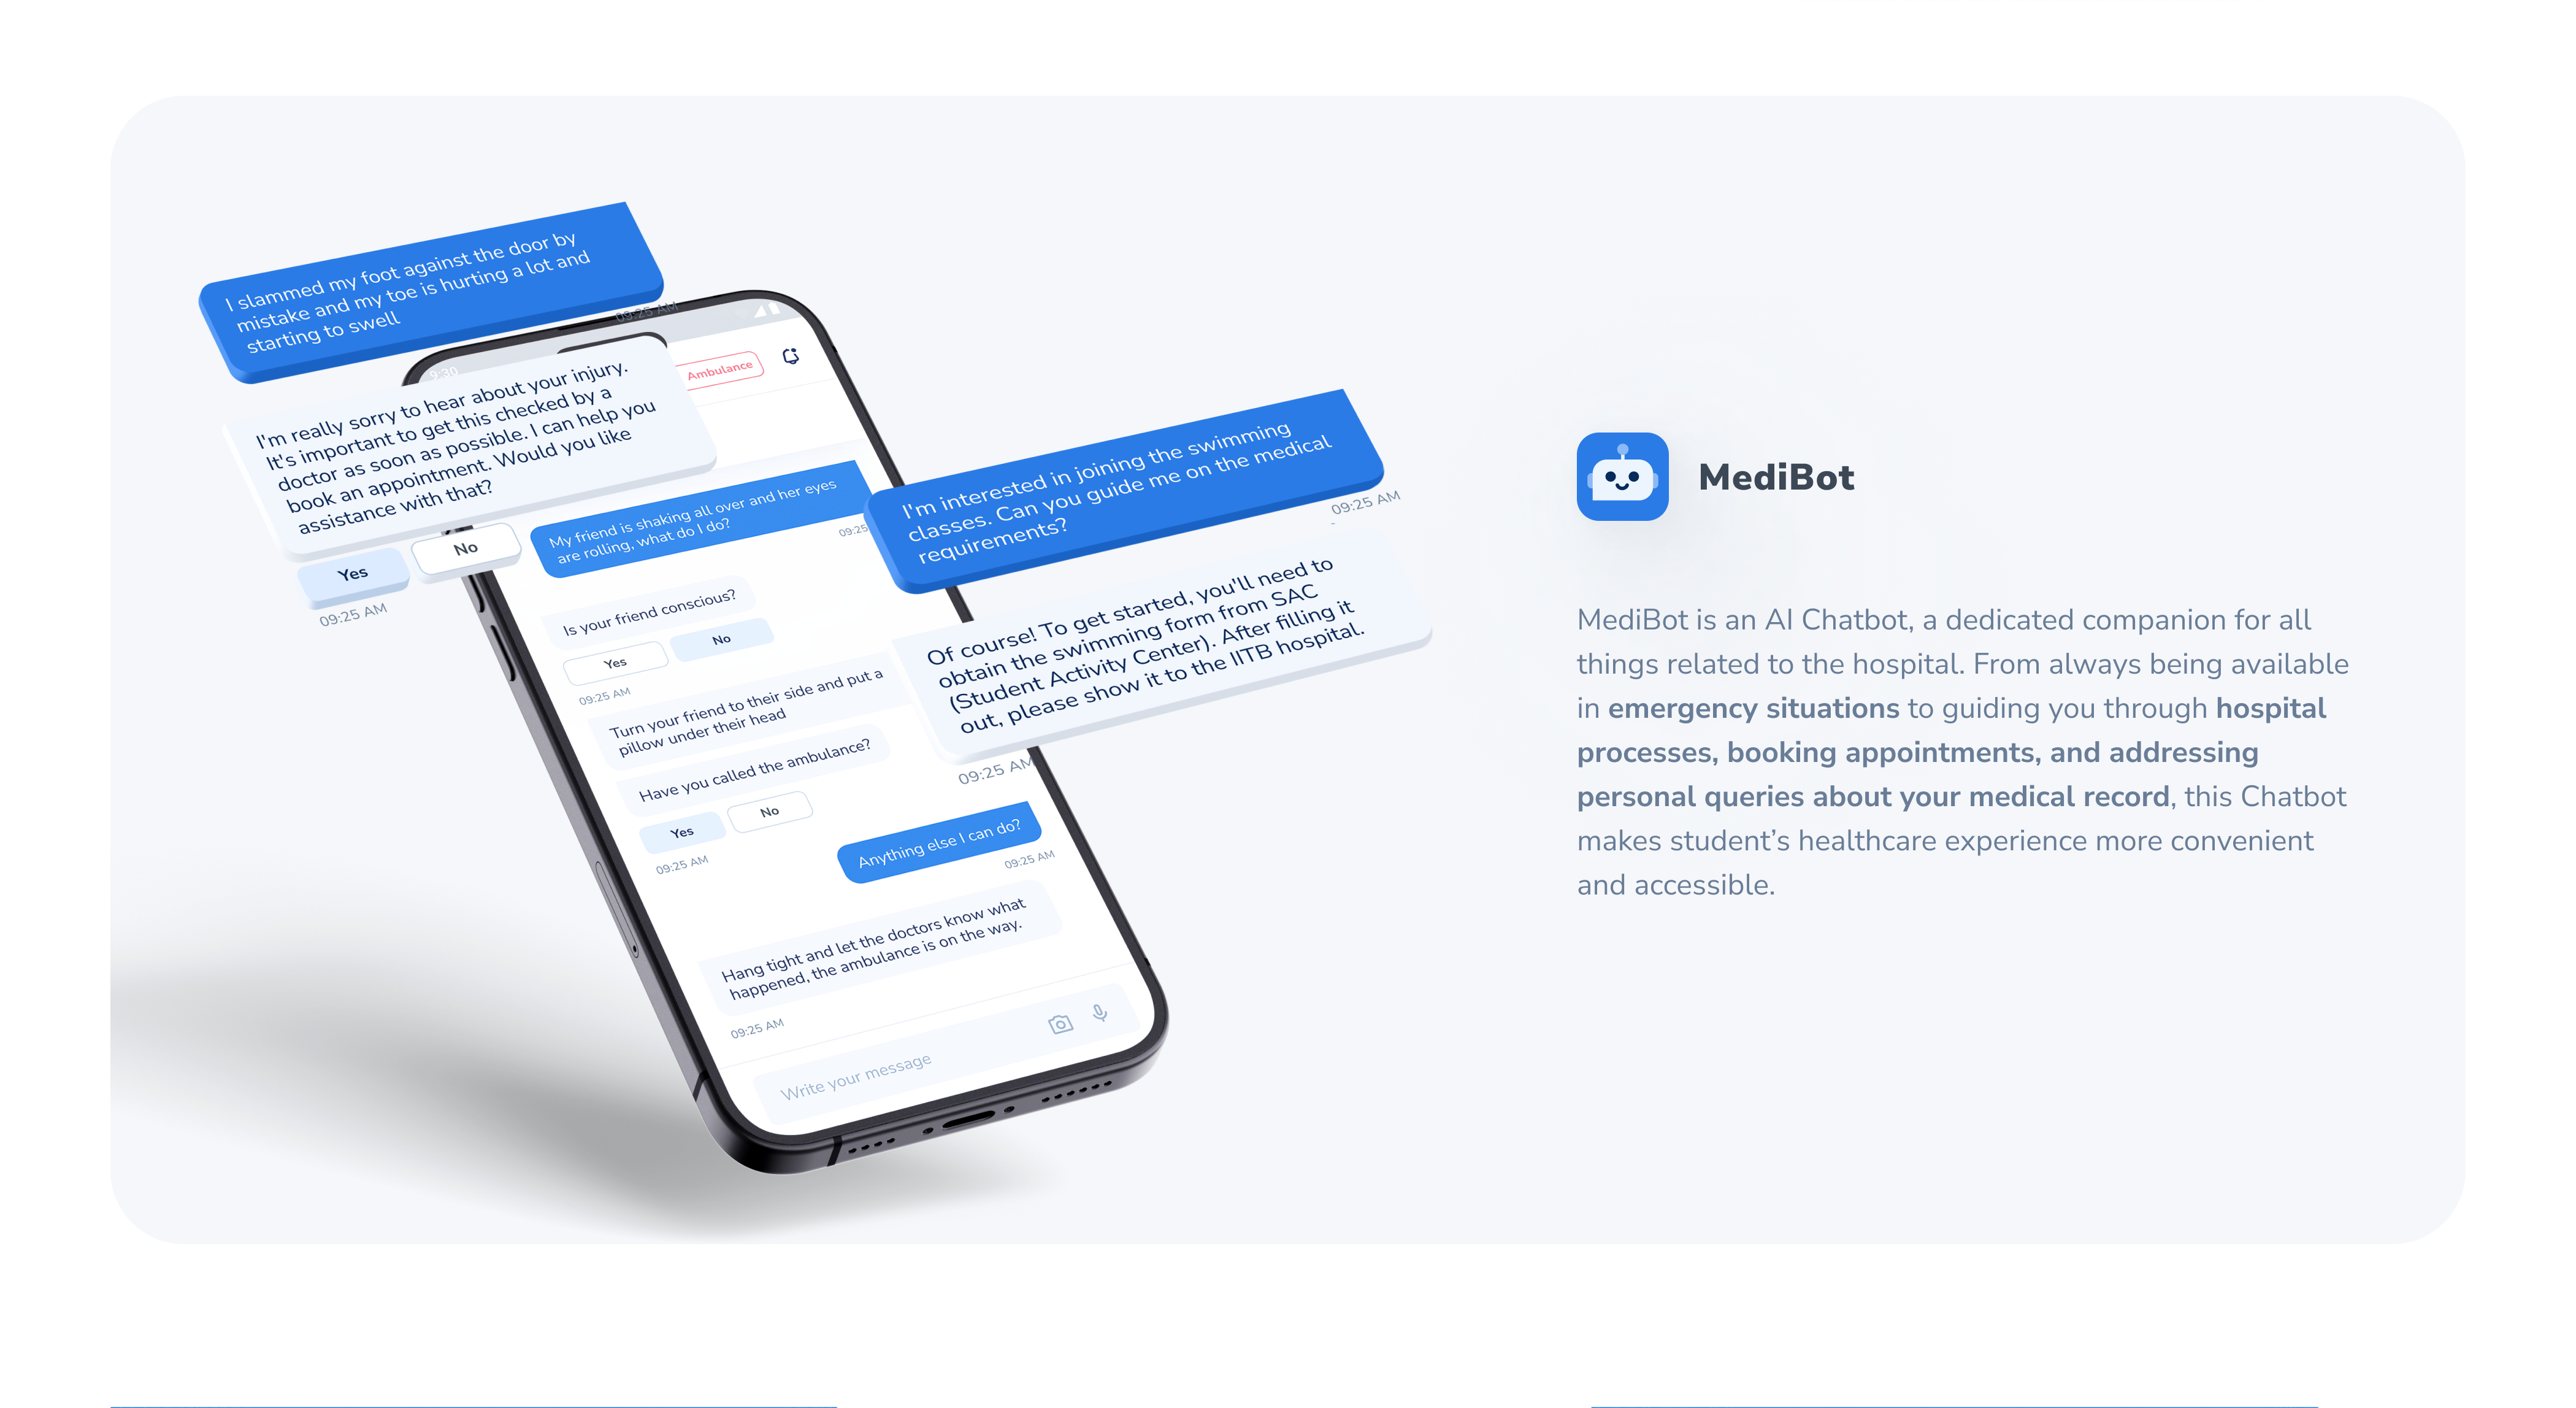 I slammed my foot against the door by
mistake and my toe is hurting a lot and
starting to swell
09:25 AM
9:30
Ambulance
I'm really sorry to hear about your injury.
It's important to get this checked by a
doctor as soon as possible. I can help you
book an appointment. Would you like
assistance with that?
Yes
No
09:25 AM
My friend is shaking all over and her eyes
are rolling, what do I do?
09:25
Is your friend conscious?
Yes
No
09:25 AM
Turn your friend to their side and put a
pillow under their head
Have you called the ambulance?
Yes
No
09:25 AM
Anything else I can do?
09:25 AM
Hang tight and let the doctors know what
happened, the ambulance is on the way.
09:25 AM
Write your message
I'm interested in joining the swimming
classes. Can you guide me on the medical
requirements?
09:25 AM
Of course! To get started, you'll need to
obtain the swimming form from SAC
(Student Activity Center). After filling it
out, please show it to the IITB hospital.
09:25 AM
MediBot
MediBot is an AI Chatbot, a dedicated companion for all
things related to the hospital. From always being available
in emergency situations to guiding you through hospital
processes, booking appointments, and addressing
personal queries about your medical record, this Chatbot
makes student’s healthcare experience more convenient
and accessible.